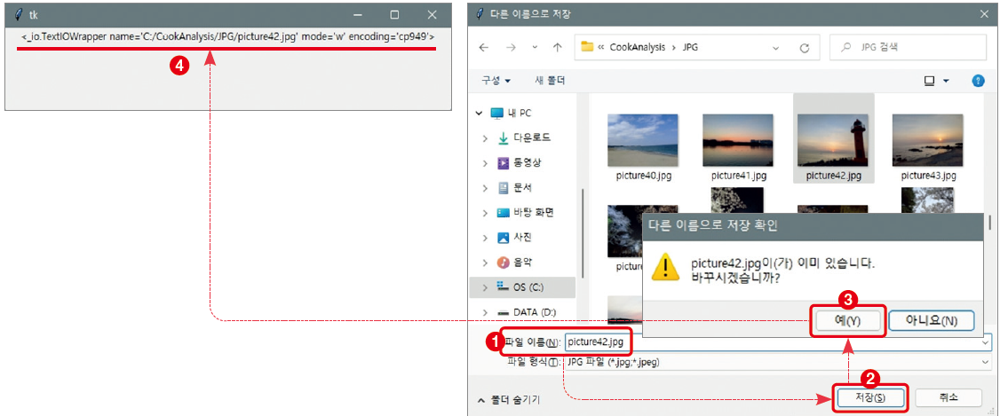 tk
<_io.TextIOWrapper name='C:/CookAnalysis/JPG/picture42.jpg' mode='w' encoding='cp949'>
4
다른 이름으로 저장
« CookAnalysis > JPG
JPG 검색
구성
새 폴더
내 PC
다운로드
동영상
문서
바탕 화면
사진
음악
OS (C:)
DATA (D:)
picture40.jpg
picture41.jpg
picture42.jpg
picture43.jpg
다른 이름으로 저장 확인
picture42.jpg이(가) 이미 있습니다.
바꾸시겠습니까?
3
예(Y)
아니요(N)
1
파일 이름(N): picture42.jpg
파일 형식(T): JPG 파일 (*.jpg;*.jpeg)
2
폴더 숨기기
저장(S)
취소